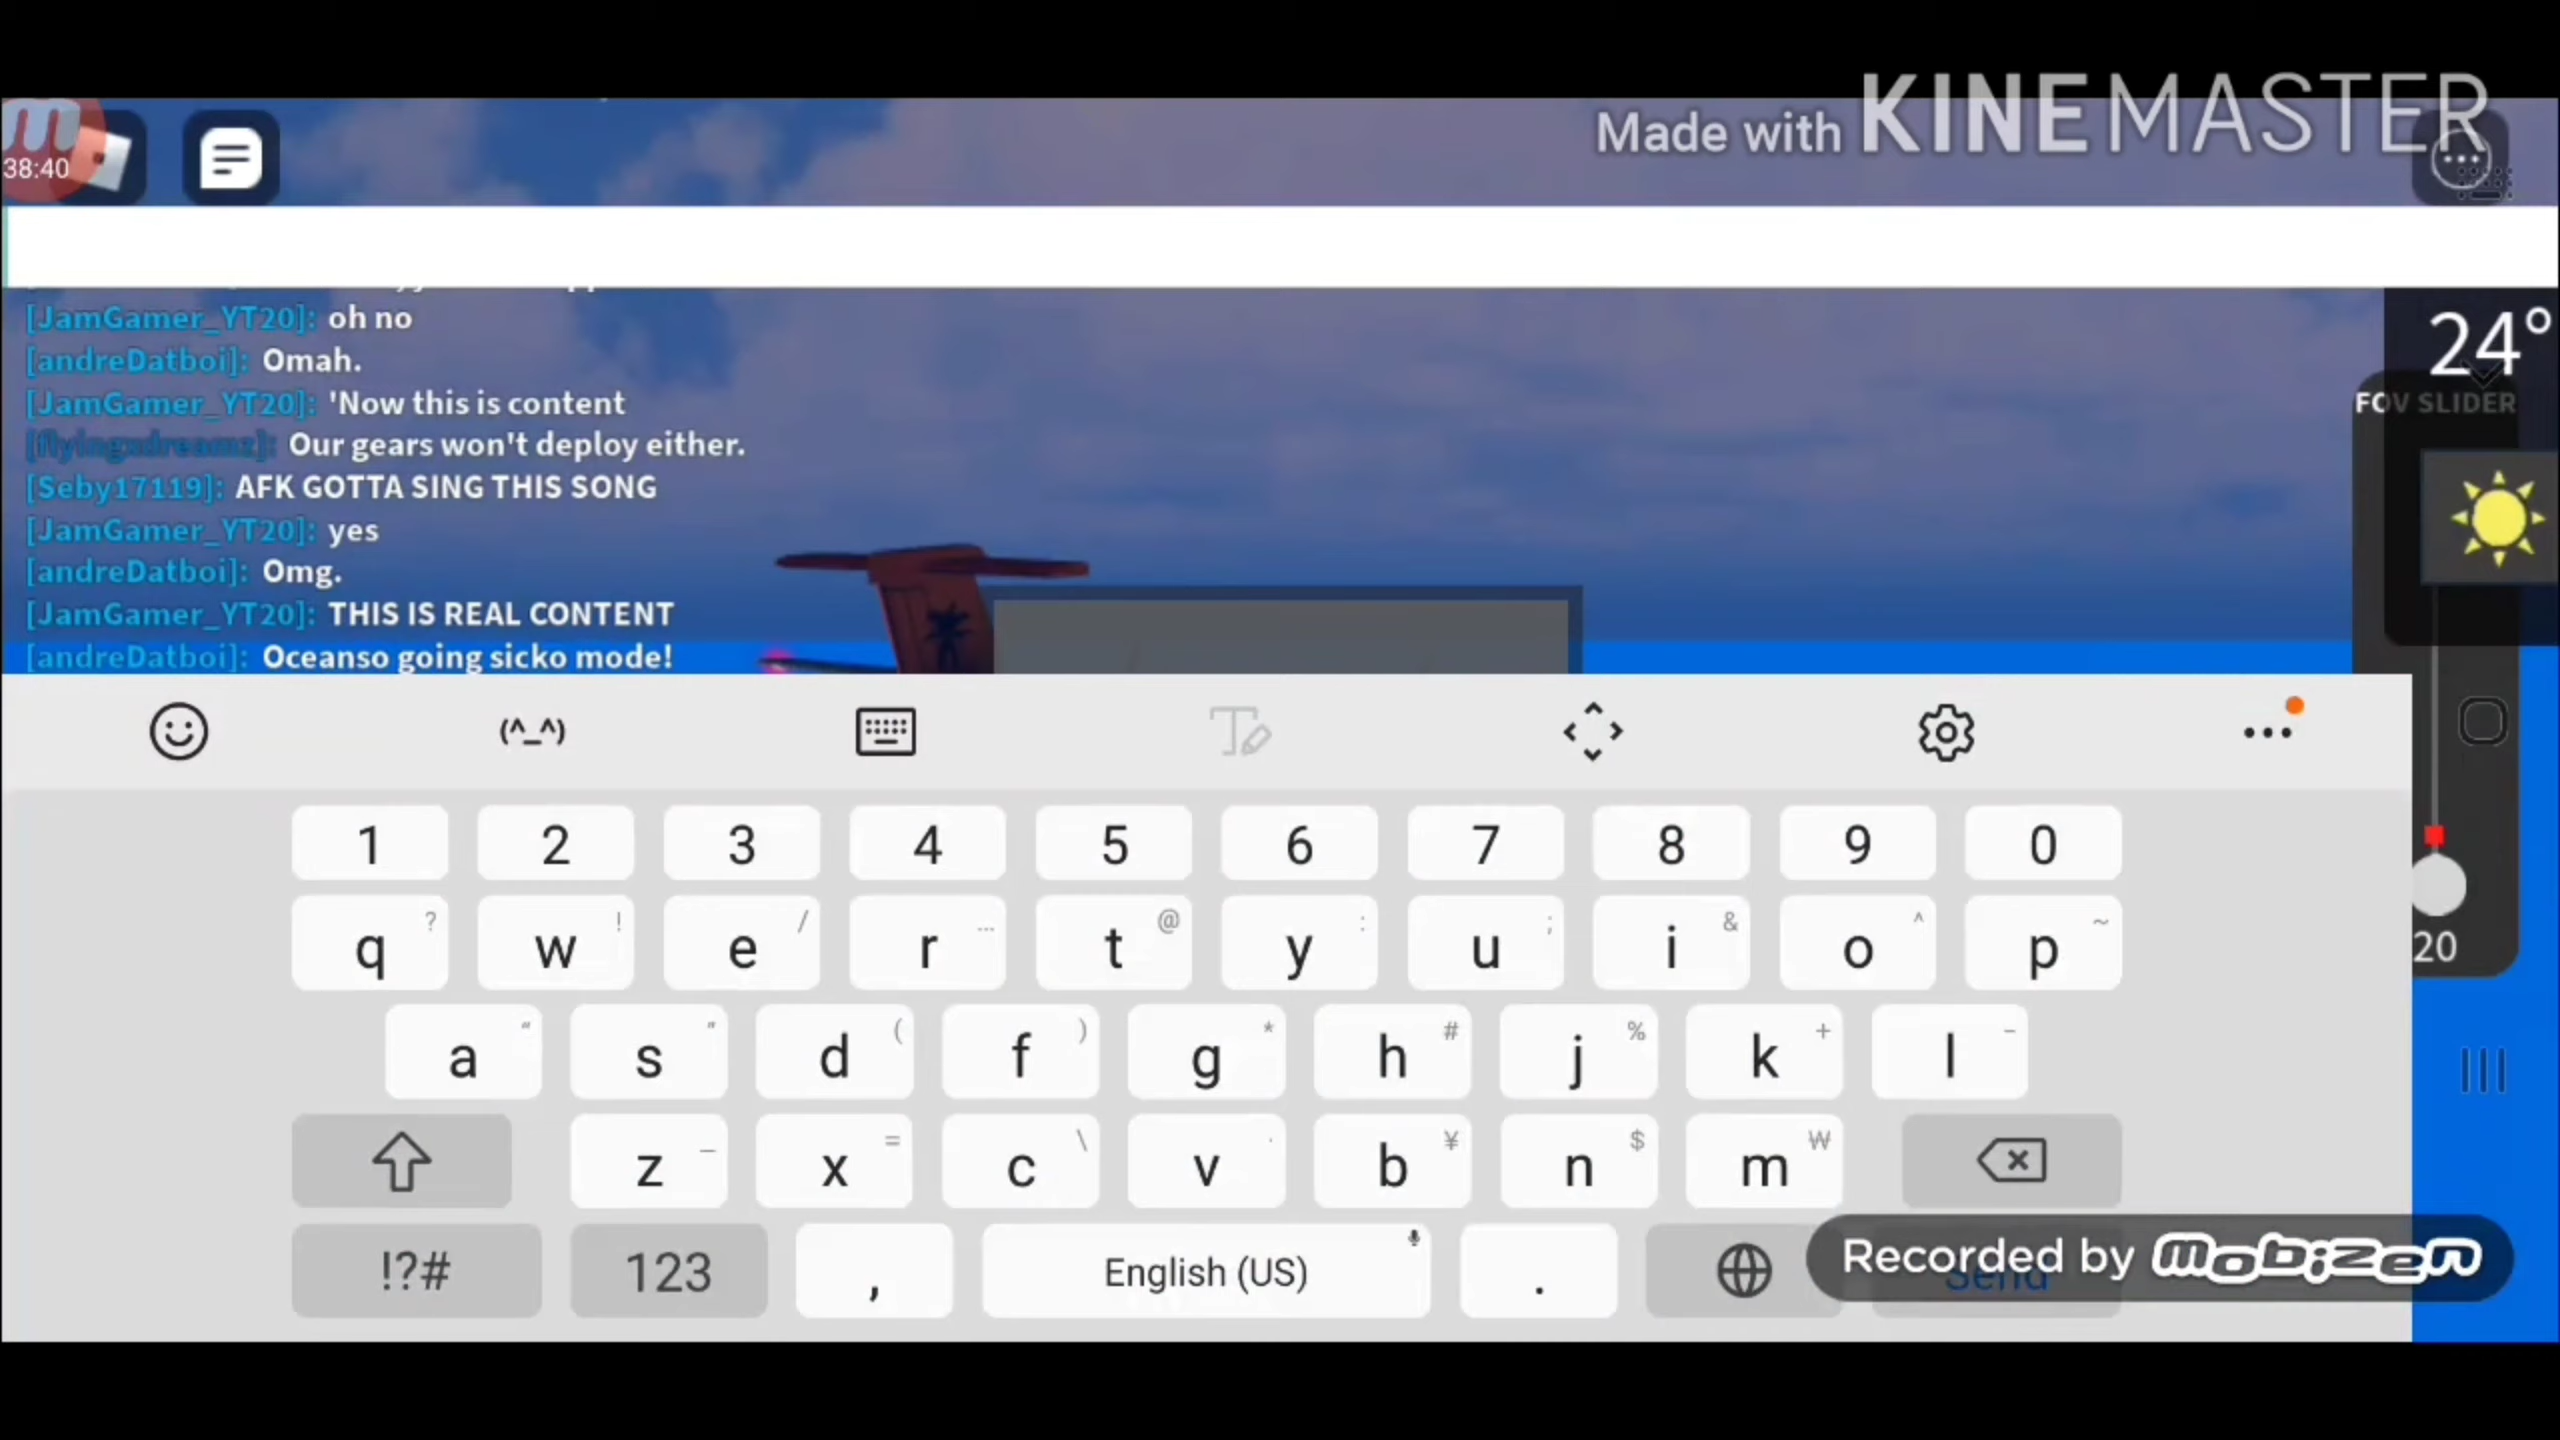 Made with KINEMASTER
38:40
[JamGamer_YT20]: oh no
[andreDatboi]: Omah.
[JamGamer_YT20]: 'Now this is content
Our gears won't deploy either.
[Seby17119]: AFK GOTTA SING THIS SONG
[JamGamer_YT20]: yes
[andreDatboi]: Omg.
[JamGamer_YT20]: THIS IS REAL CONTENT
[andreDatboi]: Oceanso going sicko mode!
24°
FOV SLIDER
20
(^_^)
1 2 3 4 5 6 7 8 9 0
q ? w ! e / r ... t @ y : u ; i & o ^ p ~
a “ s ” d ( f ) g * h # j % k + l -
z _ x = c \ v · b ¥ n $ m ₩
!?# 123 , English (US) .
Send
Recorded by mobizen